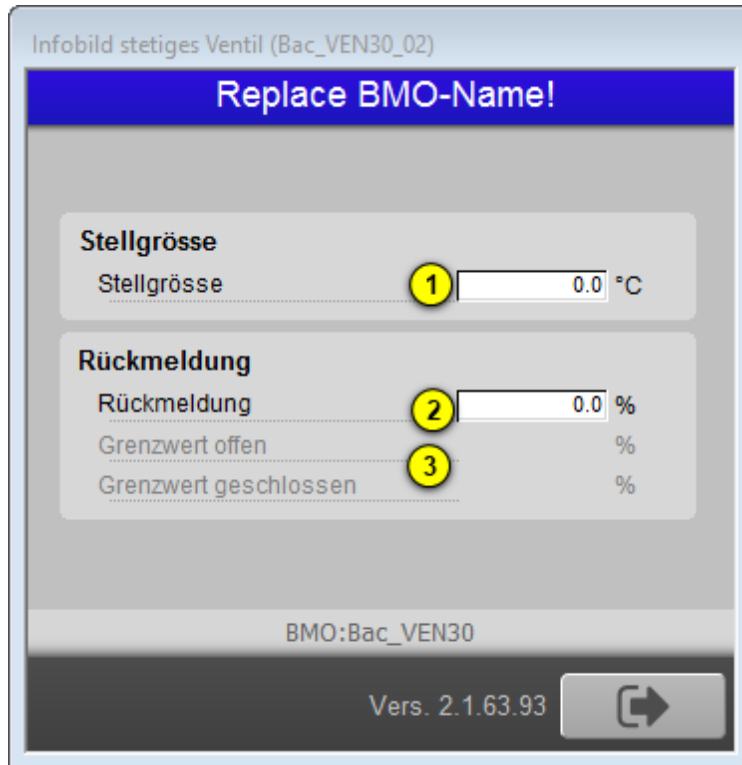 Infobild stetiges Ventil (Bac_VEN30_02)
Replace BMO-Name!
Stellgrösse
Stellgrösse 1 0.0 °C
Rückmeldung
Rückmeldung 2 0.0 %
Grenzwert offen %
3
Grenzwert geschlossen %
BMO:Bac_VEN30
Vers. 2.1.63.93